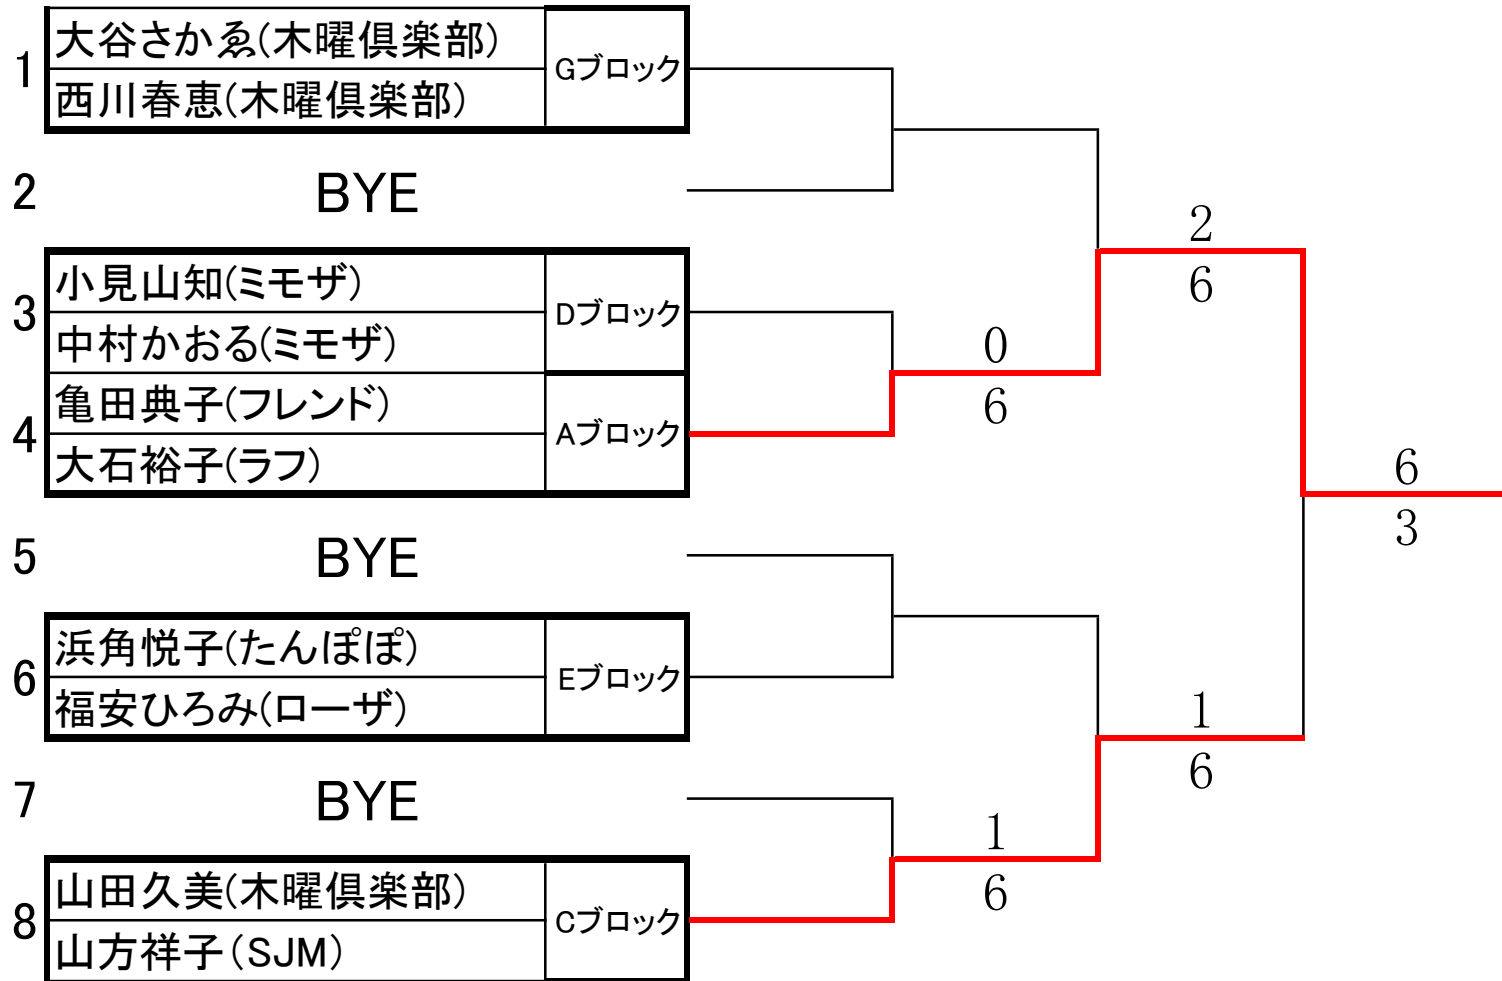 1
大谷さかゑ(木曜倶楽部)
西川春恵(木曜倶楽部)
Gブロック
2
BYE
3
小見山知(ミモザ)
中村かおる(ミモザ)
Dブロック
4
亀田典子(フレンド)
大石裕子(ラフ)
Aブロック
5
BYE
6
浜角悦子(たんぽぽ)
福安ひろみ(ローザ)
Eブロック
7
BYE
8
山田久美(木曜倶楽部)
山方祥子(SJM)
Cブロック
0
6
1
6
2
6
1
6
6
3